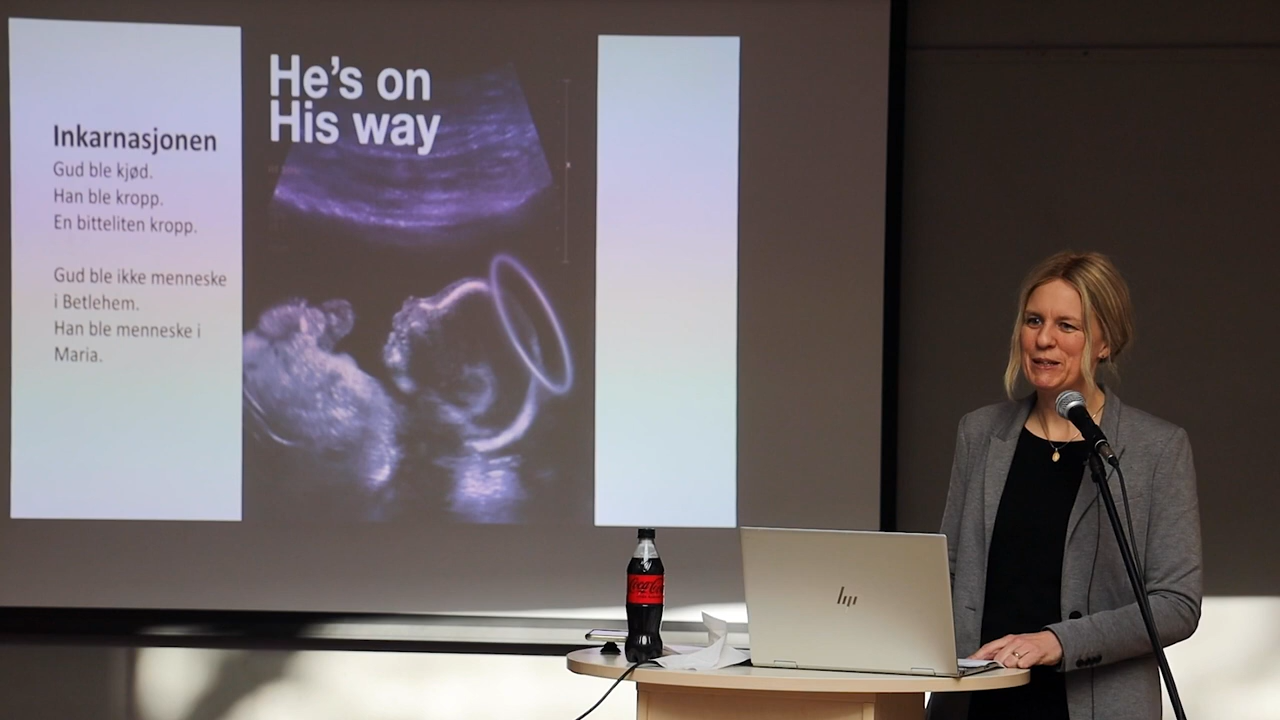 Inkarnasjonen
Gud ble kjød.
Han ble kropp.
En bitteliten kropp.
Gud ble ikke menneske
i Betlehem.
Han ble menneske i
Maria.
He's on
His way
Coca-Cola
hp